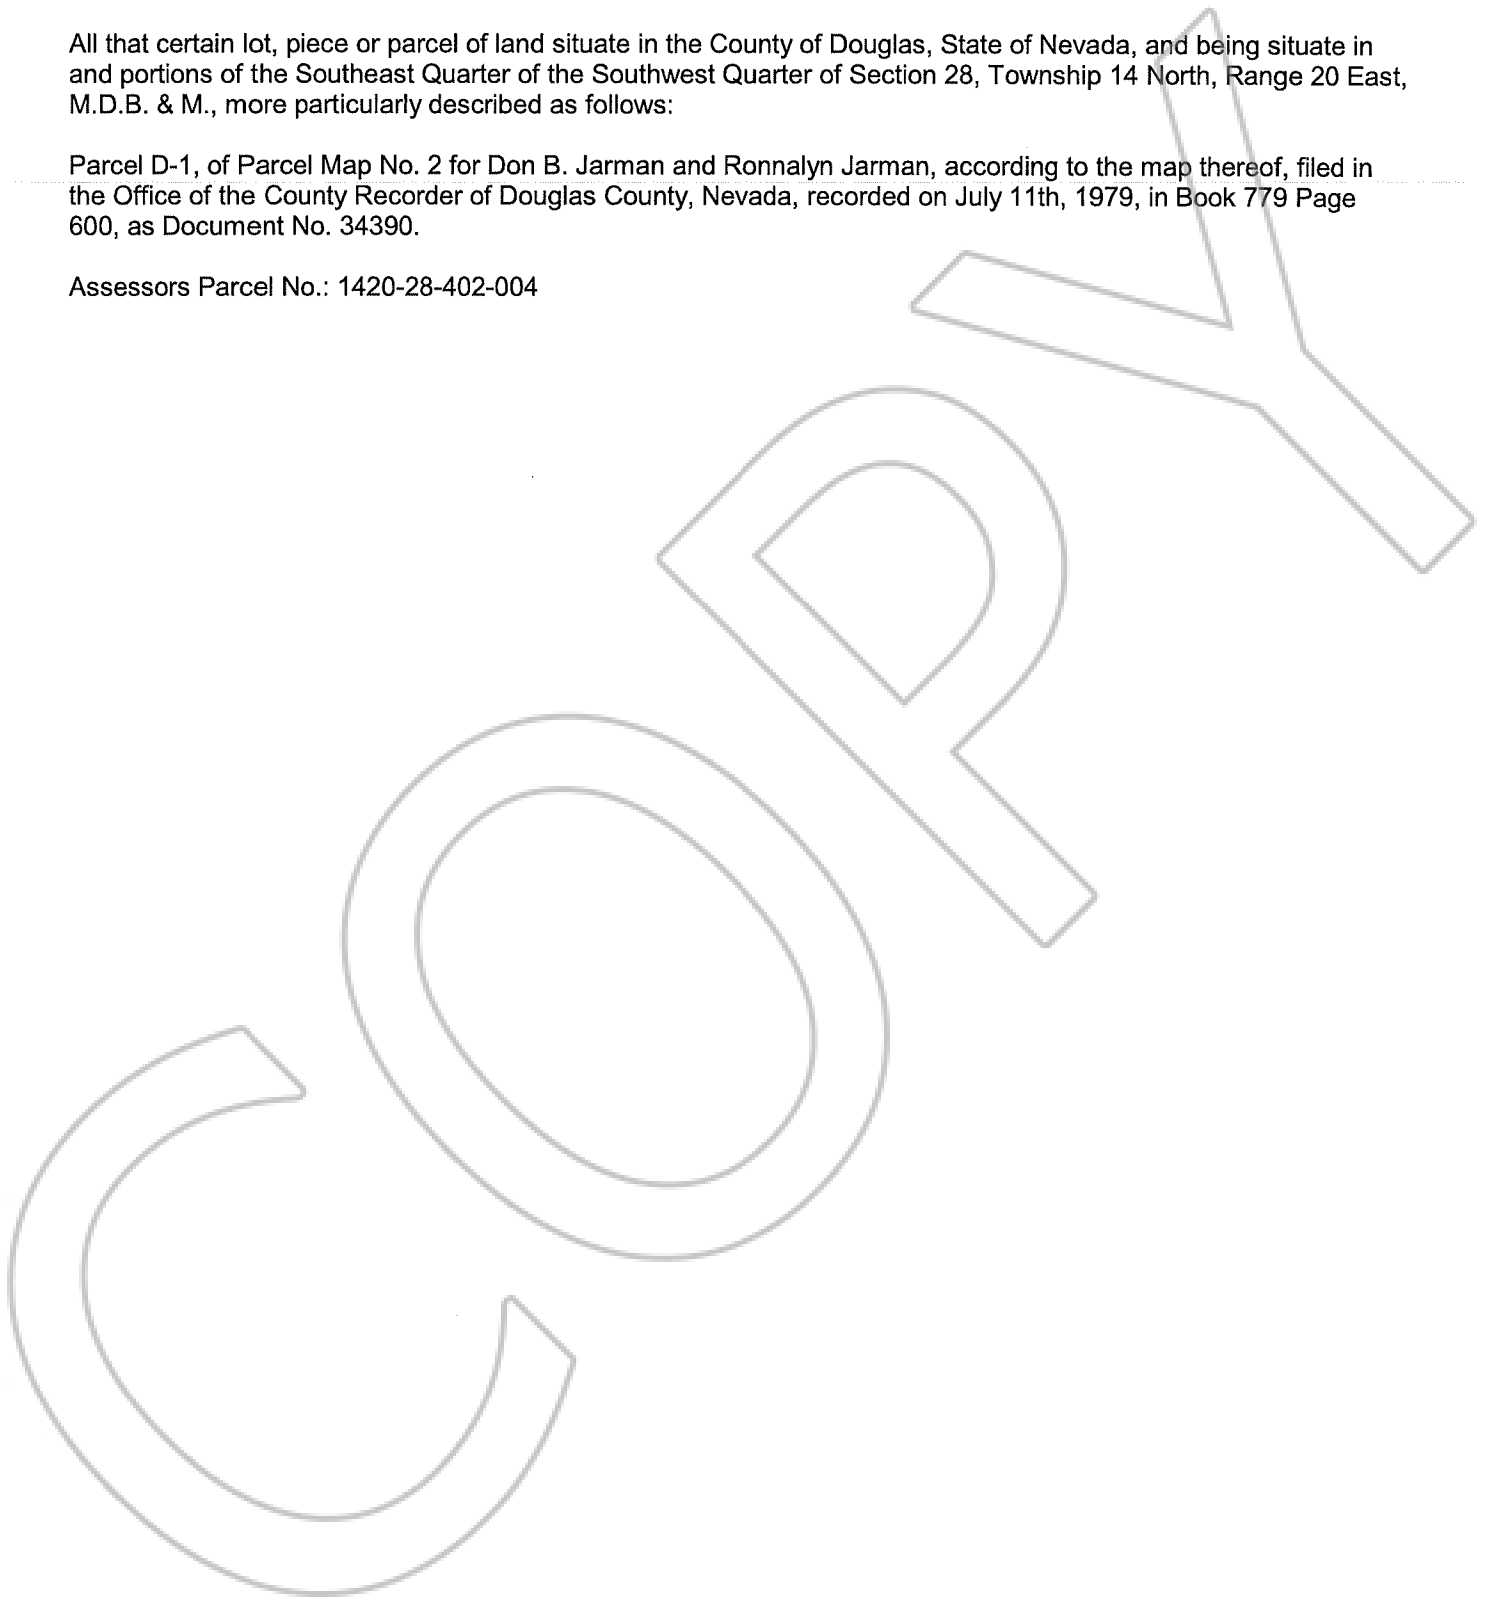 All that certain lot, piece or parcel of land situate in the County of Douglas, State of Nevada, and being situate in
and portions of the Southeast Quarter of the Southwest Quarter of Section 28, Township 14 North, Range 20 East,
M.D.B. & M., more particularly described as follows:
Parcel D-1, of Parcel Map No. 2 for Don B. Jarman and Ronnalyn Jarman, according to the map thereof, filed in
the Office of the County Recorder of Douglas County, Nevada, recorded on July 11th, 1979, in Book 779 Page
600, as Document No. 34390.
Assessors Parcel No.: 1420-28-402-004
COPY